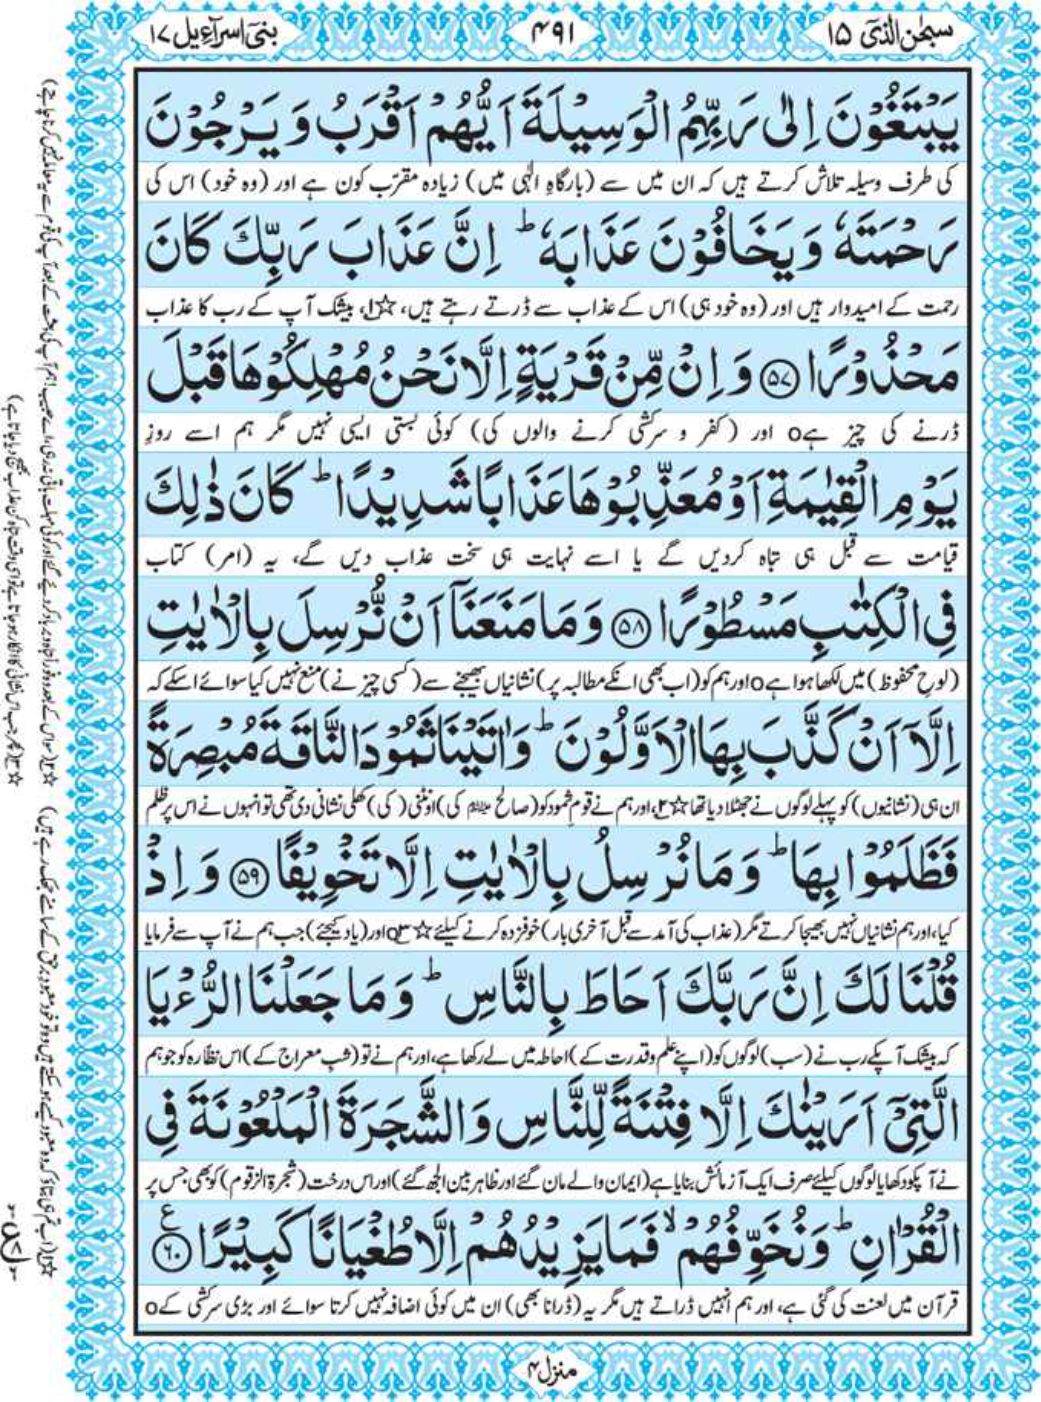 سبحٰن الذیٓ ۱۵
۴۹۱
بنیٓ اسرآءیل ۱۷
يَبْتَغُوْنَ اِلٰى رَبِّهِمُ الْوَسِيْلَةَ اَيُّهُمْ اَقْرَبُ وَيَرْجُوْنَ
کی طرف وسیلہ تلاش کرتے ہیں کہ ان میں سے (بارگاہِ الٰہی میں) زیادہ مقرّب کون ہے اور (وہ خود) اس کی
رَحْمَتَهٗ وَيَخَافُوْنَ عَذَابَهٗ ؕ اِنَّ عَذَابَ رَبِّكَ كَانَ
رحمت کے امیدوار ہیں اور (وہ خود ہی) اس کے عذاب سے ڈرتے رہتے ہیں، ☆۱، بیشک آپ کے رب کا عذاب
مَحْذُوْرًا ﴿۵۷﴾ وَاِنْ مِّنْ قَرْيَةٍ اِلَّا نَحْنُ مُهْلِكُوْهَا قَبْلَ
ڈرنے کی چیز ہے0 اور (کفر و سرکشی کرنے والوں کی) کوئی بستی ایسی نہیں مگر ہم اسے روزِ
يَوْمِ الْقِيٰمَةِ اَوْ مُعَذِّبُوْهَا عَذَابًا شَدِيْدًا ؕ كَانَ ذٰلِكَ
قیامت سے قبل ہی تباہ کردیں گے یا اسے نہایت ہی سخت عذاب دیں گے، یہ (امر) کتاب
فِى الْكِتٰبِ مَسْطُوْرًا ﴿۵۸﴾ وَمَا مَنَعَنَاۤ اَنْ نُّرْسِلَ بِالْاٰيٰتِ
(لوحِ محفوظ) میں لکھا ہوا ہے0 اور ہم کو (اب بھی انکے مطالبہ پر) نشانیاں بھیجنے سے (کسی چیز نے) منع نہیں کیا سوائے اسکے کہ
اِلَّاۤ اَنْ كَذَّبَ بِهَا الْاَوَّلُوْنَ ؕ وَاٰتَيْنَا ثَمُوْدَ النَّاقَةَ مُبْصِرَةً
ان ہی (نشانیوں) کو پہلے لوگوں نے جھٹلا دیا تھا ☆۲، اور ہم نے قومِ ثمود کو (صالح ؑ کی) اونٹنی (کی) کھلی نشانی دی تھی تو انہوں نے اس پر ظلم
فَظَلَمُوْا بِهَا ؕ وَمَا نُرْسِلُ بِالْاٰيٰتِ اِلَّا تَخْوِيْفًا ﴿۵۹﴾ وَاِذْ
کیا، اور ہم نشانیاں نہیں بھیجا کرتے مگر (عذاب کی آمد سے قبل آخری بار) خوفزدہ کرنے کیلئے ☆۳0 اور (یاد کیجئے) جب ہم نے آپ سے فرمایا
قُلْنَا لَكَ اِنَّ رَبَّكَ اَحَاطَ بِالنَّاسِ ؕ وَمَا جَعَلْنَا الرُّءْيَا
کہ بیشک آپکے رب نے (سب) لوگوں کو (اپنے علم و قدرت کے) احاطہ میں لے رکھا ہے، اور ہم نے تو (شبِ معراج کے) اس نظارہ کو جو ہم
الَّتِىْۤ اَرَيْنٰكَ اِلَّا فِتْنَةً لِّلنَّاسِ وَالشَّجَرَةَ الْمَلْعُوْنَةَ فِى
نے آپکو دکھایا لوگوں کیلئے صرف ایک آزمائش بنایا ہے (ایمان والے مان گئے اور ظاہر بین الجھ گئے) اور اس درخت (شجرۃ الزقوم) کو بھی جس پر
الْقُرْاٰنِ ؕ وَنُخَوِّفُهُمْ ۙ فَمَا يَزِيْدُهُمْ اِلَّا طُغْيَانًا كَبِيْرًا ﴿۶۰﴾ ع
قرآن میں لعنت کی گئی ہے، اور ہم انہیں ڈراتے ہیں مگر یہ (ڈرانا بھی) ان میں کوئی اضافہ نہیں کرتا سوائے اور بڑی سرکشی کے0
منزل ۴